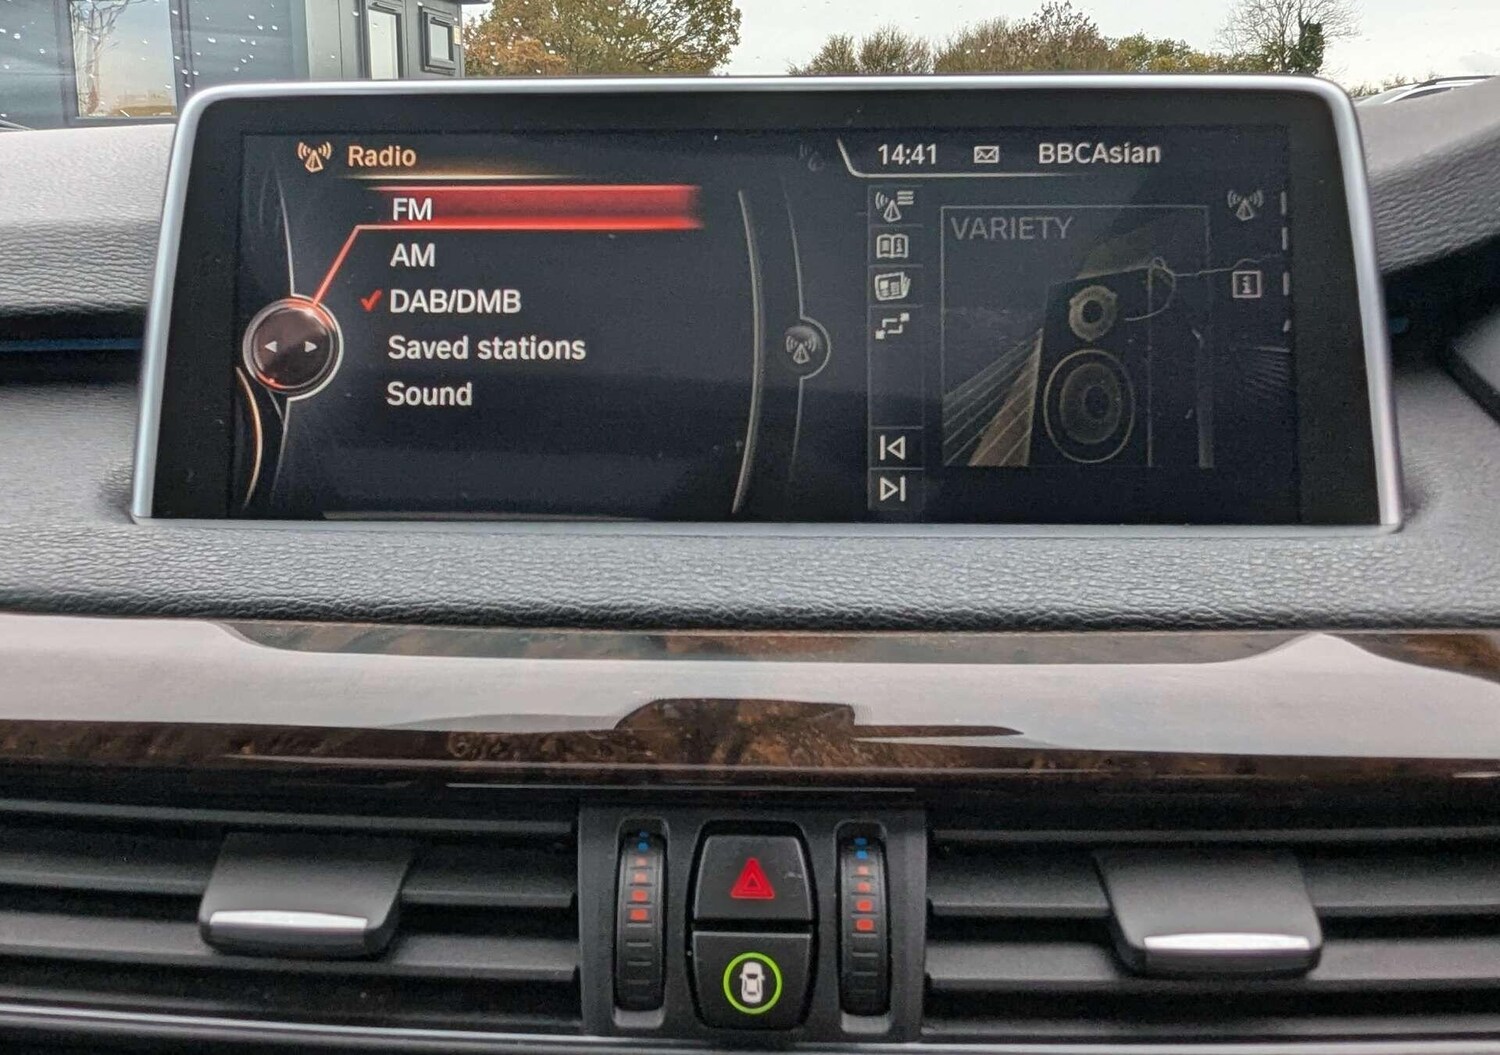 Radio
FM
AM
DAB/DMB
Saved stations
Sound
14:41
BBCAsian
VARIETY